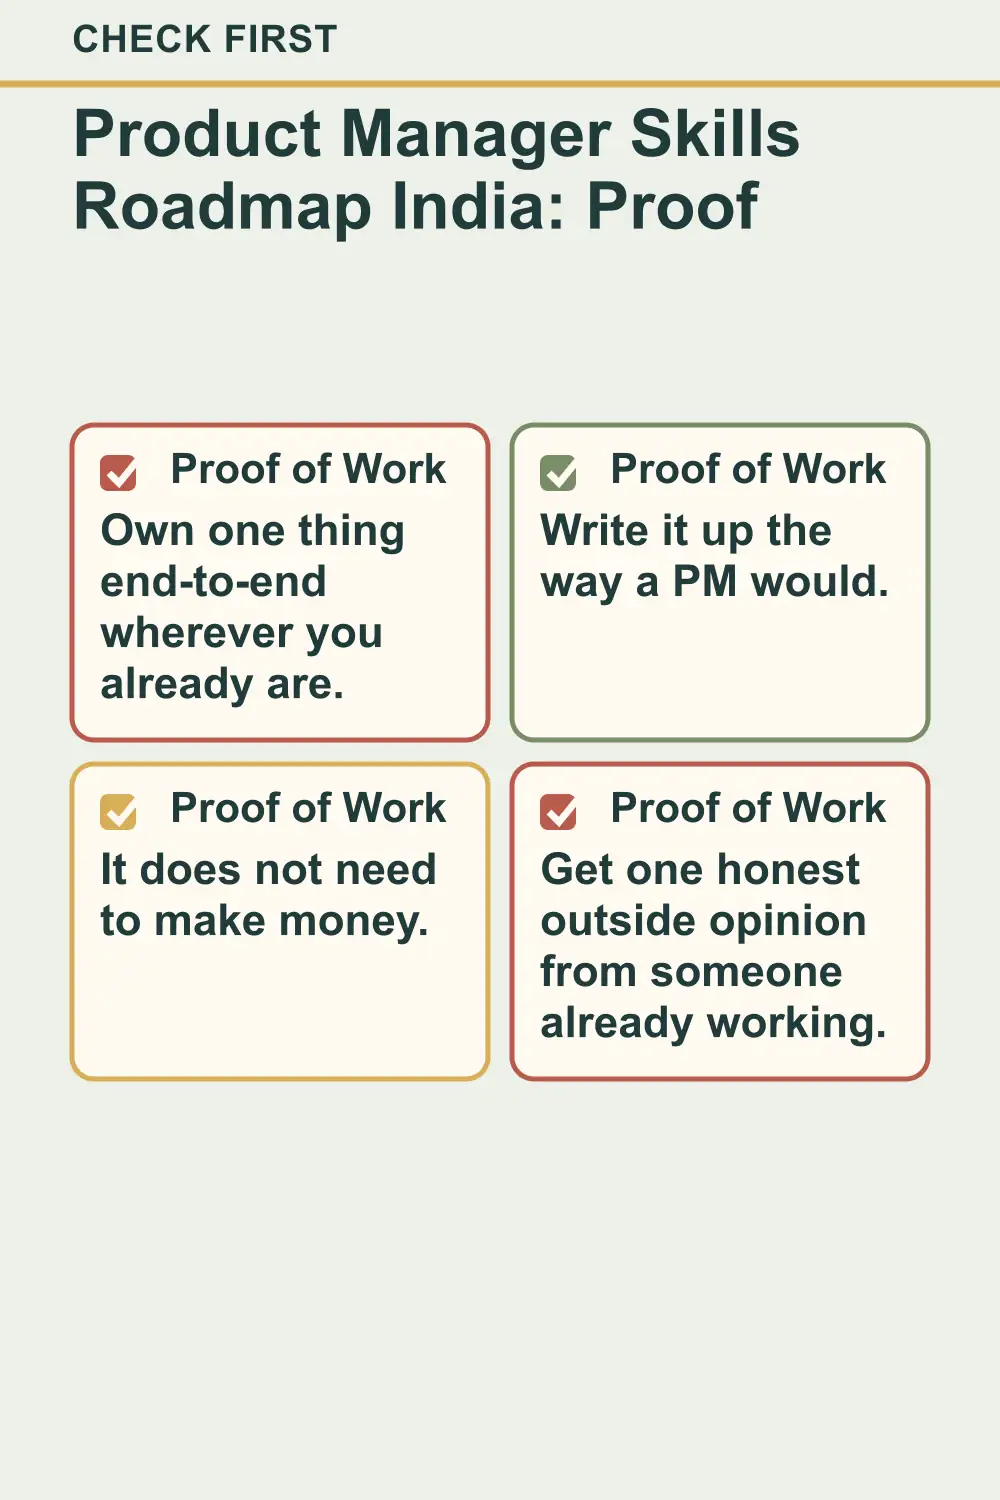 CHECK FIRST
Product Manager Skills
Roadmap India: Proof
Proof of Work
Own one thing
end-to-end
wherever you
already are.
Proof of Work
Write it up the
way a PM would.
Proof of Work
It does not need
to make money.
Proof of Work
Get one honest
outside opinion
from someone
already working.